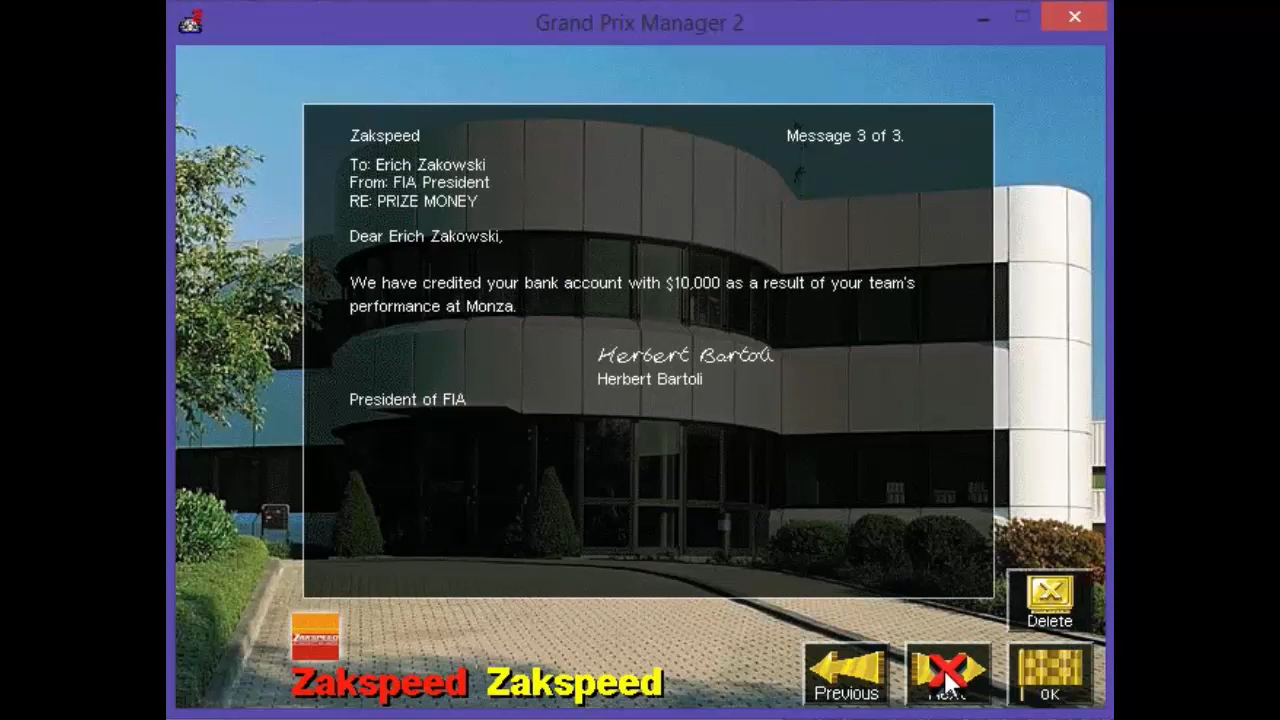 Grand Prix Manager 2
Zakspeed
Message 3 of 3.
To: Erich Zakowski
From: FIA President
RE: PRIZE MONEY
Dear Erich Zakowski,
We have credited your bank account with $10,000 as a result of your team's
performance at Monza.
Herbert Bartoli
Herbert Bartoli
President of FIA
Delete
ZAKSPEED
Zakspeed Zakspeed
Previous
Next
OK